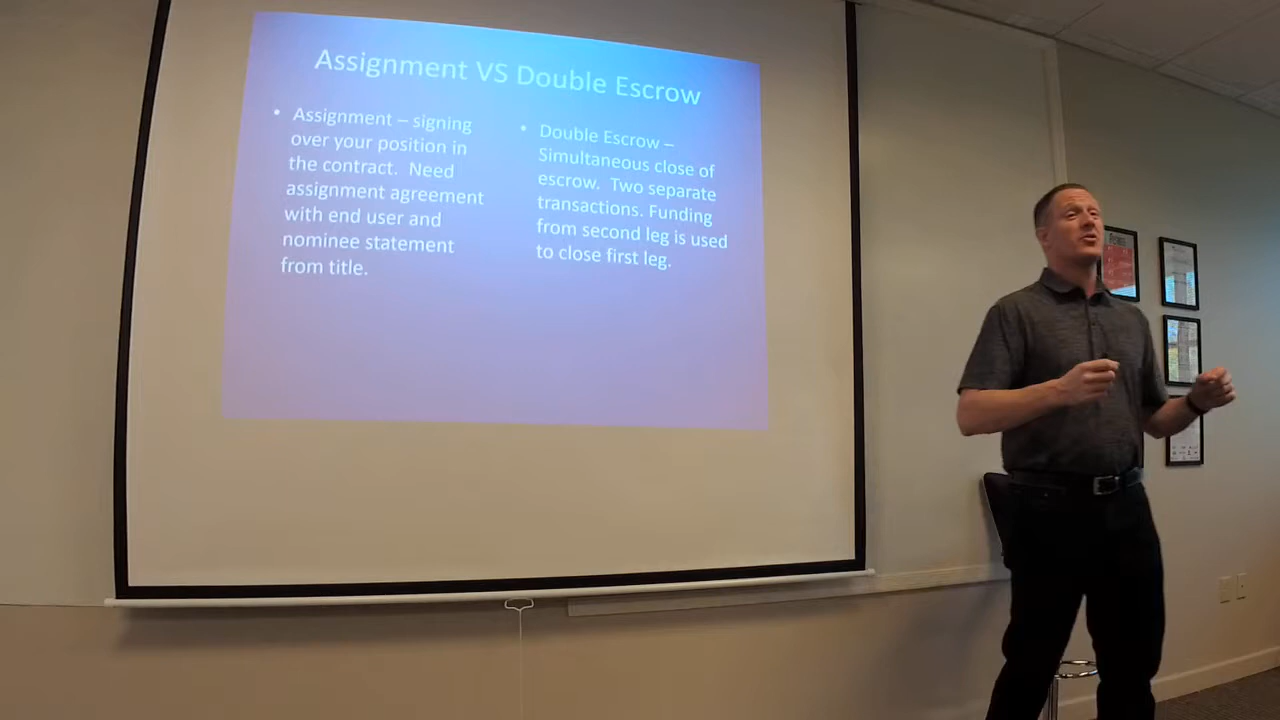 Assignment VS Double Escrow
• Assignment – signing
over your position in
the contract. Need
assignment agreement
with end user and
nominee statement
from title.
• Double Escrow –
Simultaneous close of
escrow. Two separate
transactions. Funding
from second leg is used
to close first leg.